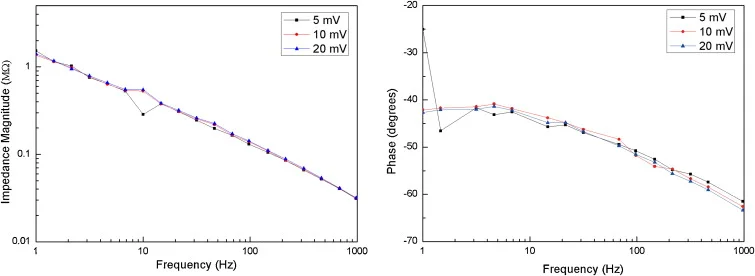 5 mV
10 mV
20 mV
Impedance Magnitude (MΩ)
1
0.1
0.01
1
10
100
1000
Frequency (Hz)
5 mV
10 mV
20 mV
Phase (degrees)
-20
-30
-40
-50
-60
-70
1
10
100
1000
Frequency (Hz)